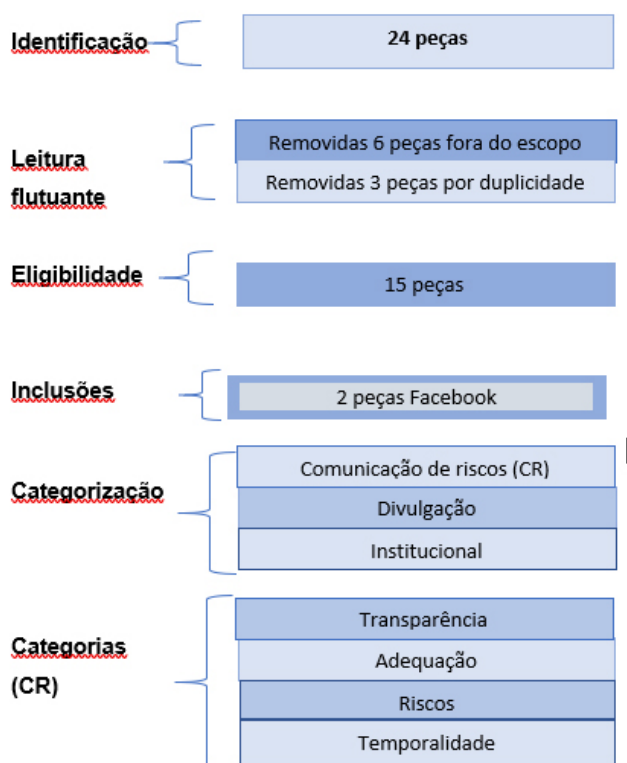 Identificação
24 peças
Leitura
flutuante
Removidas 6 peças fora do escopo
Removidas 3 peças por duplicidade
Eligibilidade
15 peças
Inclusões
2 peças Facebook
Categorização
Comunicação de riscos (CR)
Divulgação
Institucional
Categorias
(CR)
Transparência
Adequação
Riscos
Temporalidade